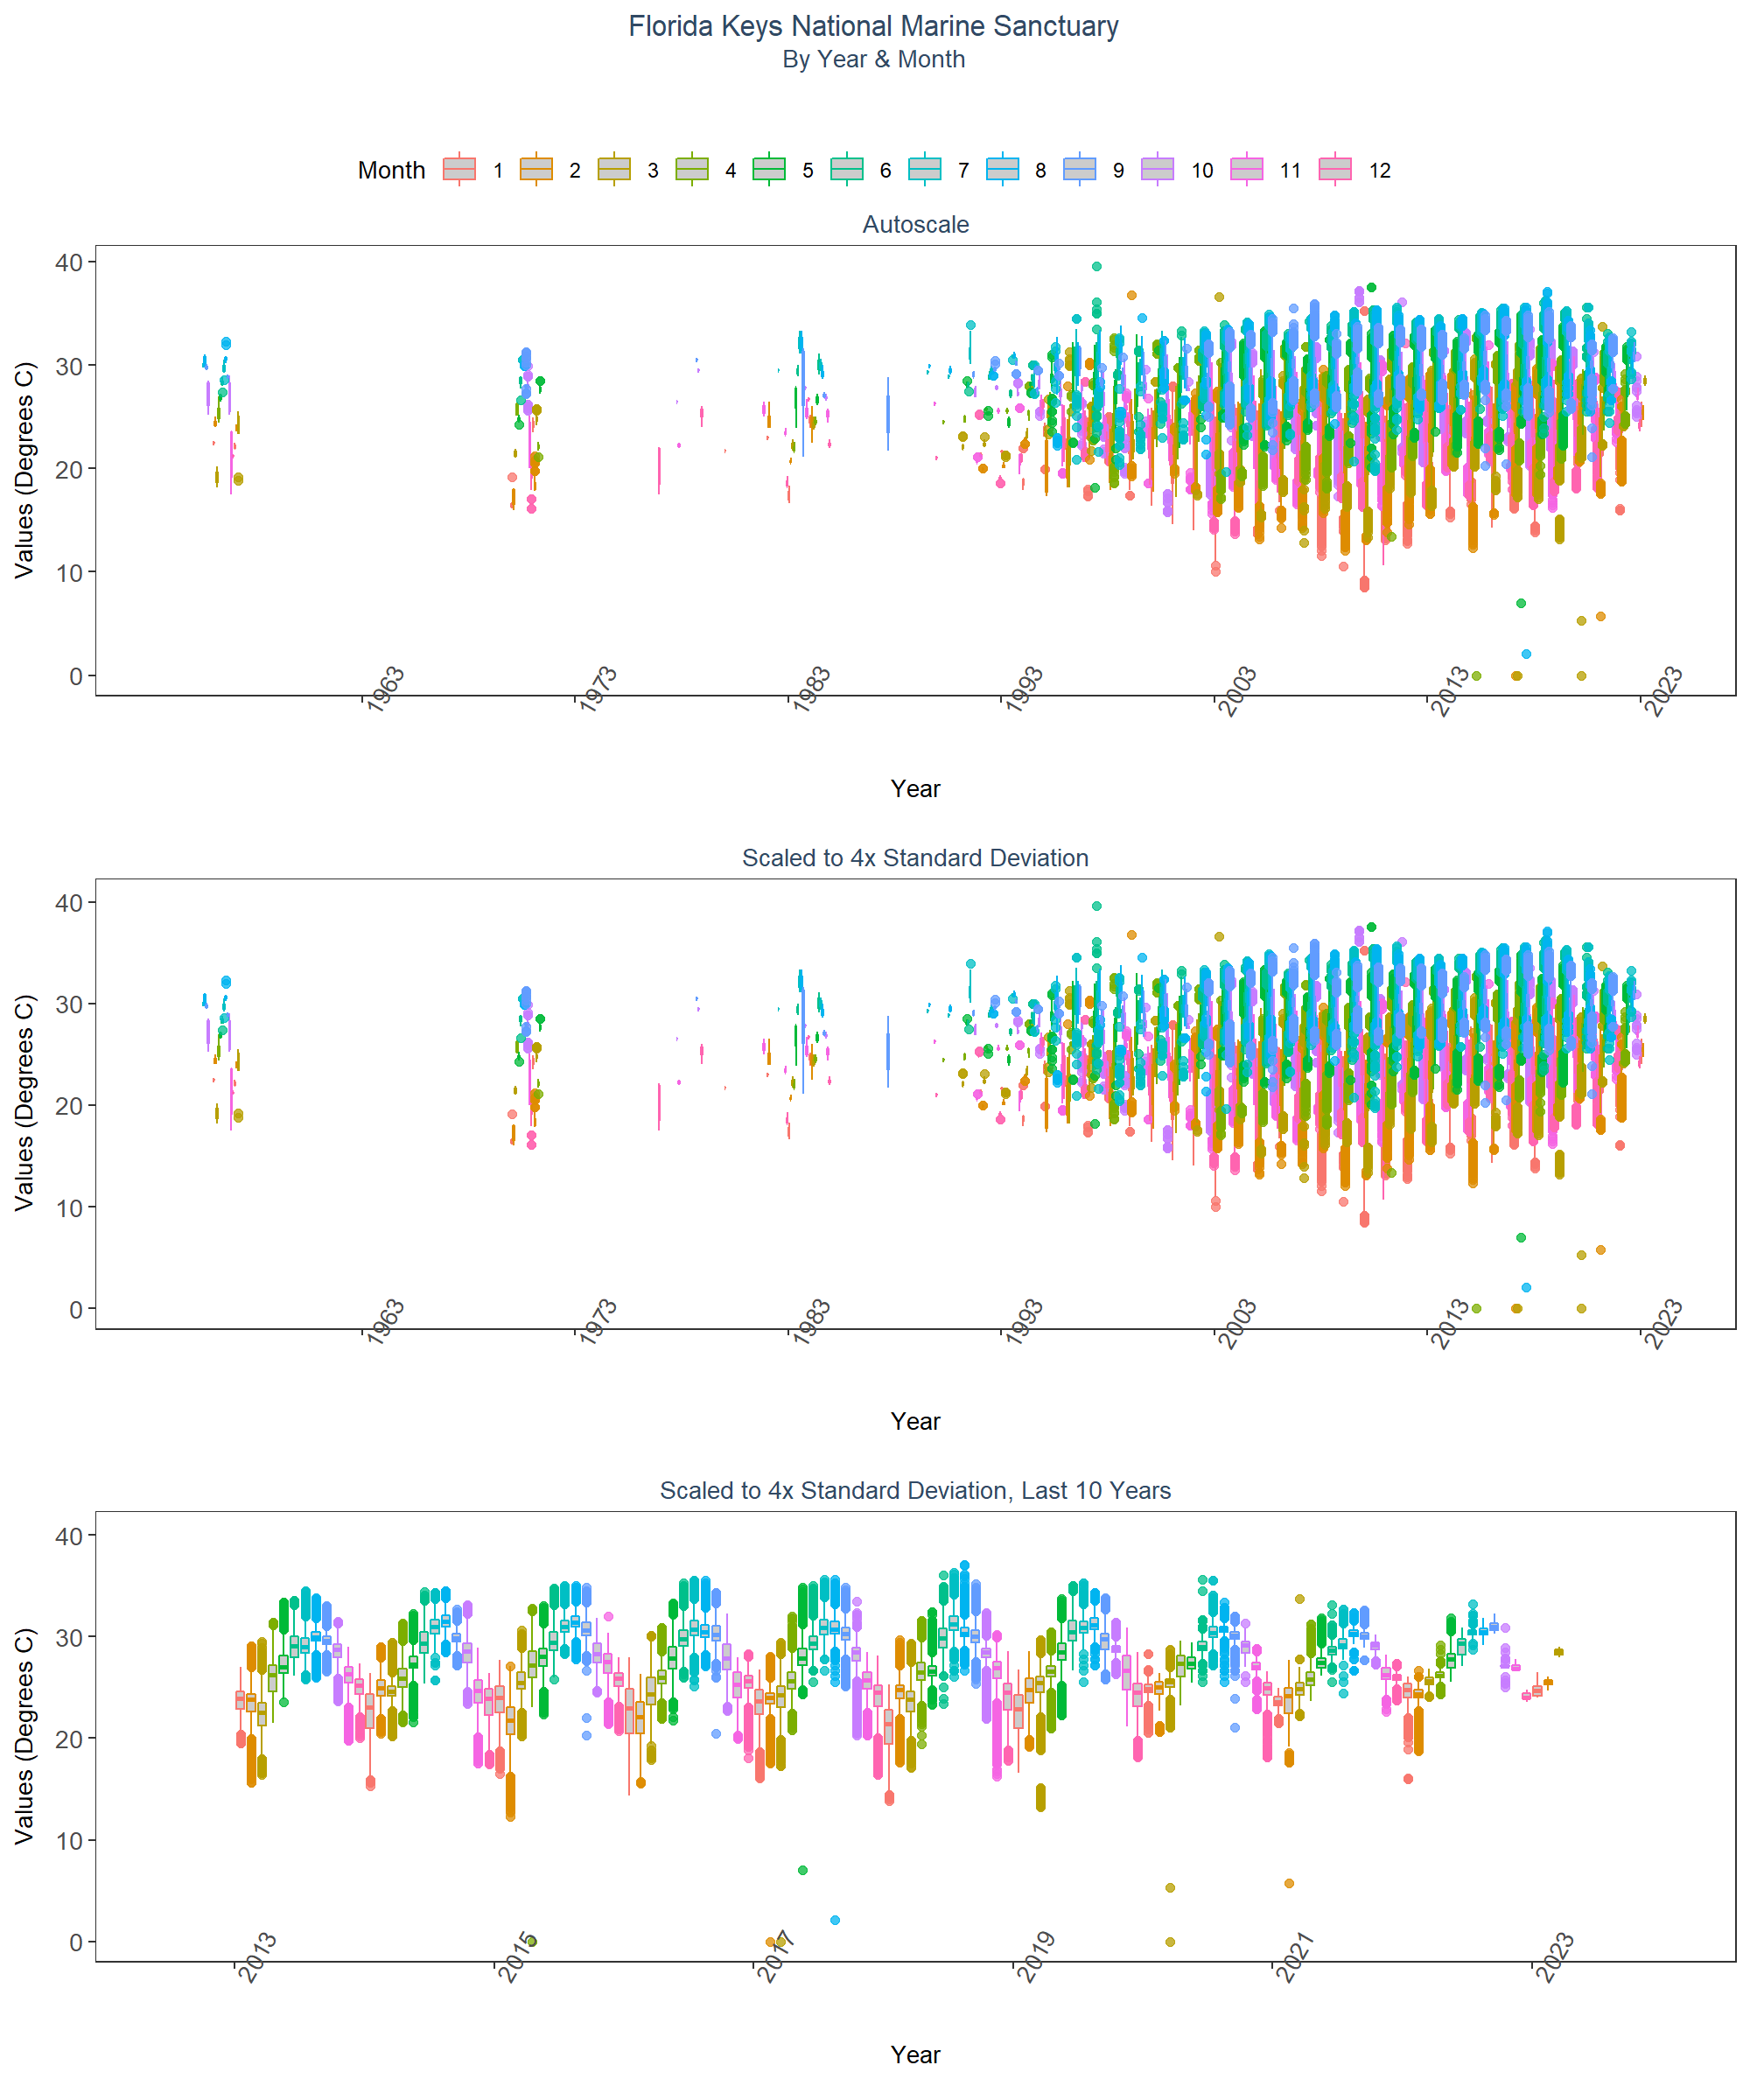 Florida Keys National Marine Sanctuary
By Year & Month
Month 1 2 3 4 5 6 7 8 9 10 11 12
Autoscale
Values (Degrees C)
40
30
20
10
0
1963 1973 1983 1993 2003 2013 2023
Year
Scaled to 4x Standard Deviation
Values (Degrees C)
40
30
20
10
0
1963 1973 1983 1993 2003 2013 2023
Year
Scaled to 4x Standard Deviation, Last 10 Years
Values (Degrees C)
40
30
20
10
0
2013 2015 2017 2019 2021 2023
Year